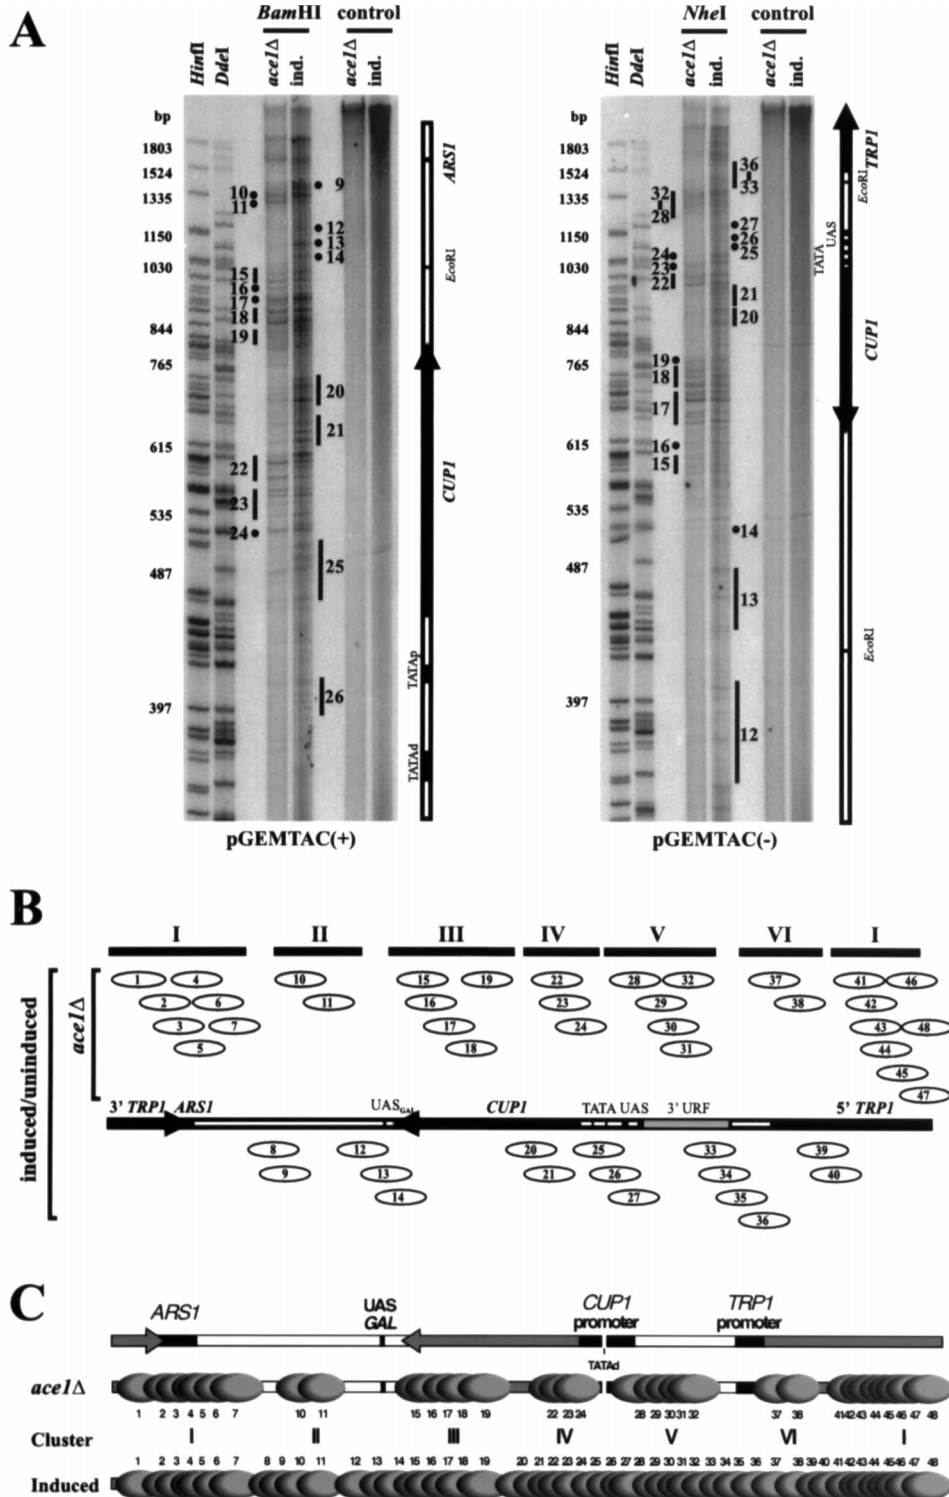 A
BamHI control NheI control
HinfI DdeI ace1Δ ind. ace1Δ ind. HinfI DdeI ace1Δ ind. ace1Δ ind.
bp
1803
1524
1335
1150
1030
844
765
615
535
487
397
10
11
15
16
17
18
19
22
23
24
9
12
13
14
20
21
25
26
ARS1
EcoRI
CUP1
TATAp
TATAd
pGEMTAC(+)
bp
1803
1524
1335
1150
1030
844
765
615
535
487
397
32
28
24
23
22
19
18
17
16
15
36
33
27
26
25
21
20
14
13
12
TRP1
EcoRI
UAS
TATA
CUP1
EcoRI
pGEMTAC(-)
B
I II III IV V VI I
induced/uninduced
ace1Δ
1 4 10 15 19 22 28 32 37 41 46
2 6 11 16 23 29 38 42
3 7 17 24 30 43 48
5 18 31 44
45
47
3' TRP1 ARS1 UASGAL CUP1 TATA UAS 3' URF 5' TRP1
8 12 20 25 33 39
9 13 21 26 34 40
14 27 35
36
C
ARS1 UAS GAL CUP1 promoter TRP1 promoter
TATAd
ace1Δ
1 2 3 4 5 6 7 10 11 15 16 17 18 19 22 23 24 28 29 30 31 32 37 38 41 42 43 44 45 46 47 48
Cluster I II III IV V VI I
1 2 3 4 5 6 7 8 9 10 11 12 13 14 15 16 17 18 19 20 21 22 23 24 25 26 27 28 29 30 31 32 33 34 35 36 37 38 39 40 41 42 43 44 45 46 47 48
Induced